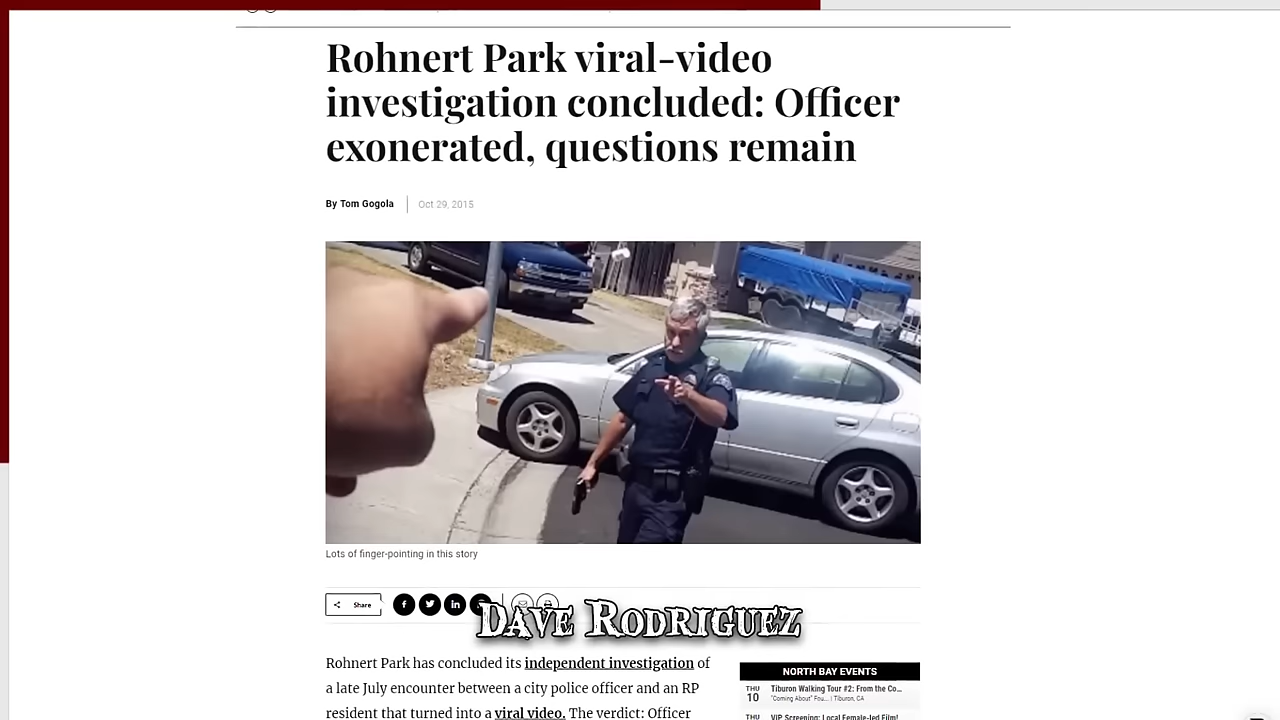 Rohnert Park viral-video
investigation concluded: Officer
exonerated, questions remain
By Tom Gogola
Oct 29, 2015
Lots of finger-pointing in this story
Share
DAVE RODRIGUEZ
Rohnert Park has concluded its independent investigation of
a late July encounter between a city police officer and an RP
resident that turned into a viral video. The verdict: Officer
NORTH BAY EVENTS
THU
10
Tiburon Walking Tour #2: From the Co...
"Coming About" Fou... | Tiburon, CA
THU
VIP Screening: Local Female-led Film!